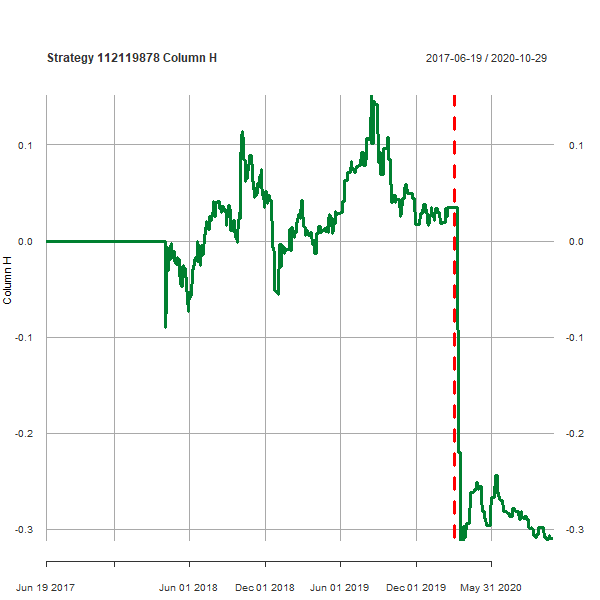 Strategy 112119878 Column H
2017-06-19 / 2020-10-29
0.1
0.1
0.0
0.0
-0.1
-0.1
-0.2
-0.2
-0.3
-0.3
Column H
Jun 19 2017
Jun 01 2018
Dec 01 2018
Jun 01 2019
Dec 01 2019
May 31 2020